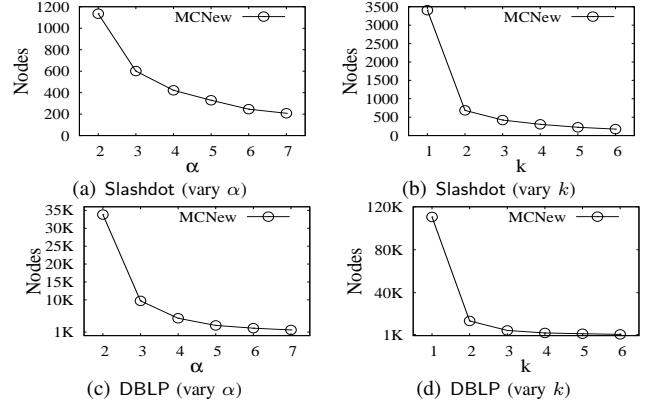 1200
1000
800
600
400
200
0
Nodes
MCNew
2 3 4 5 6 7
α
(a) Slashdot (vary α)
3500
3000
2500
2000
1500
1000
500
0
Nodes
MCNew
1 2 3 4 5 6
k
(b) Slashdot (vary k)
35K
30K
25K
20K
15K
10K
1K
Nodes
MCNew
2 3 4 5 6 7
α
(c) DBLP (vary α)
120K
80K
40K
1K
Nodes
MCNew
1 2 3 4 5 6
k
(d) DBLP (vary k)